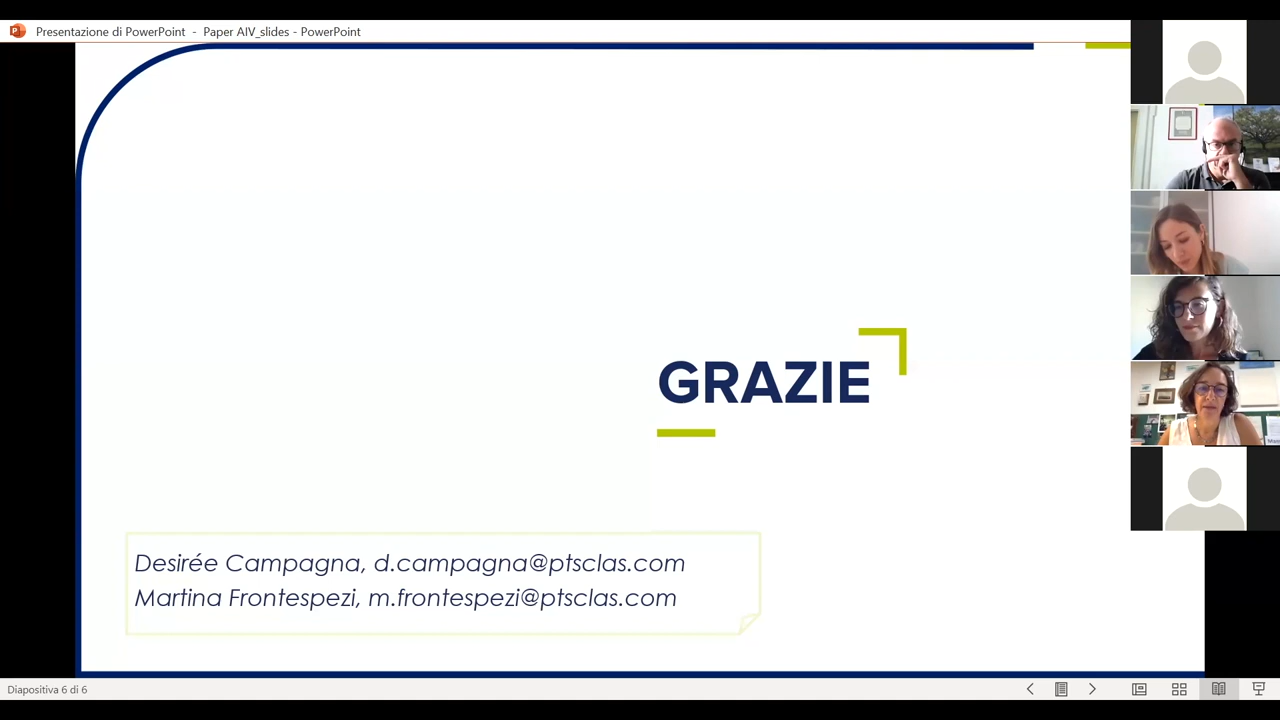 Presentazione di PowerPoint - Paper AIV_slides - PowerPoint
GRAZIE
Desirée Campagna, d.campagna@ptsclas.com
Martina Frontespezi, m.frontespezi@ptsclas.com
Diapositiva 6 di 6